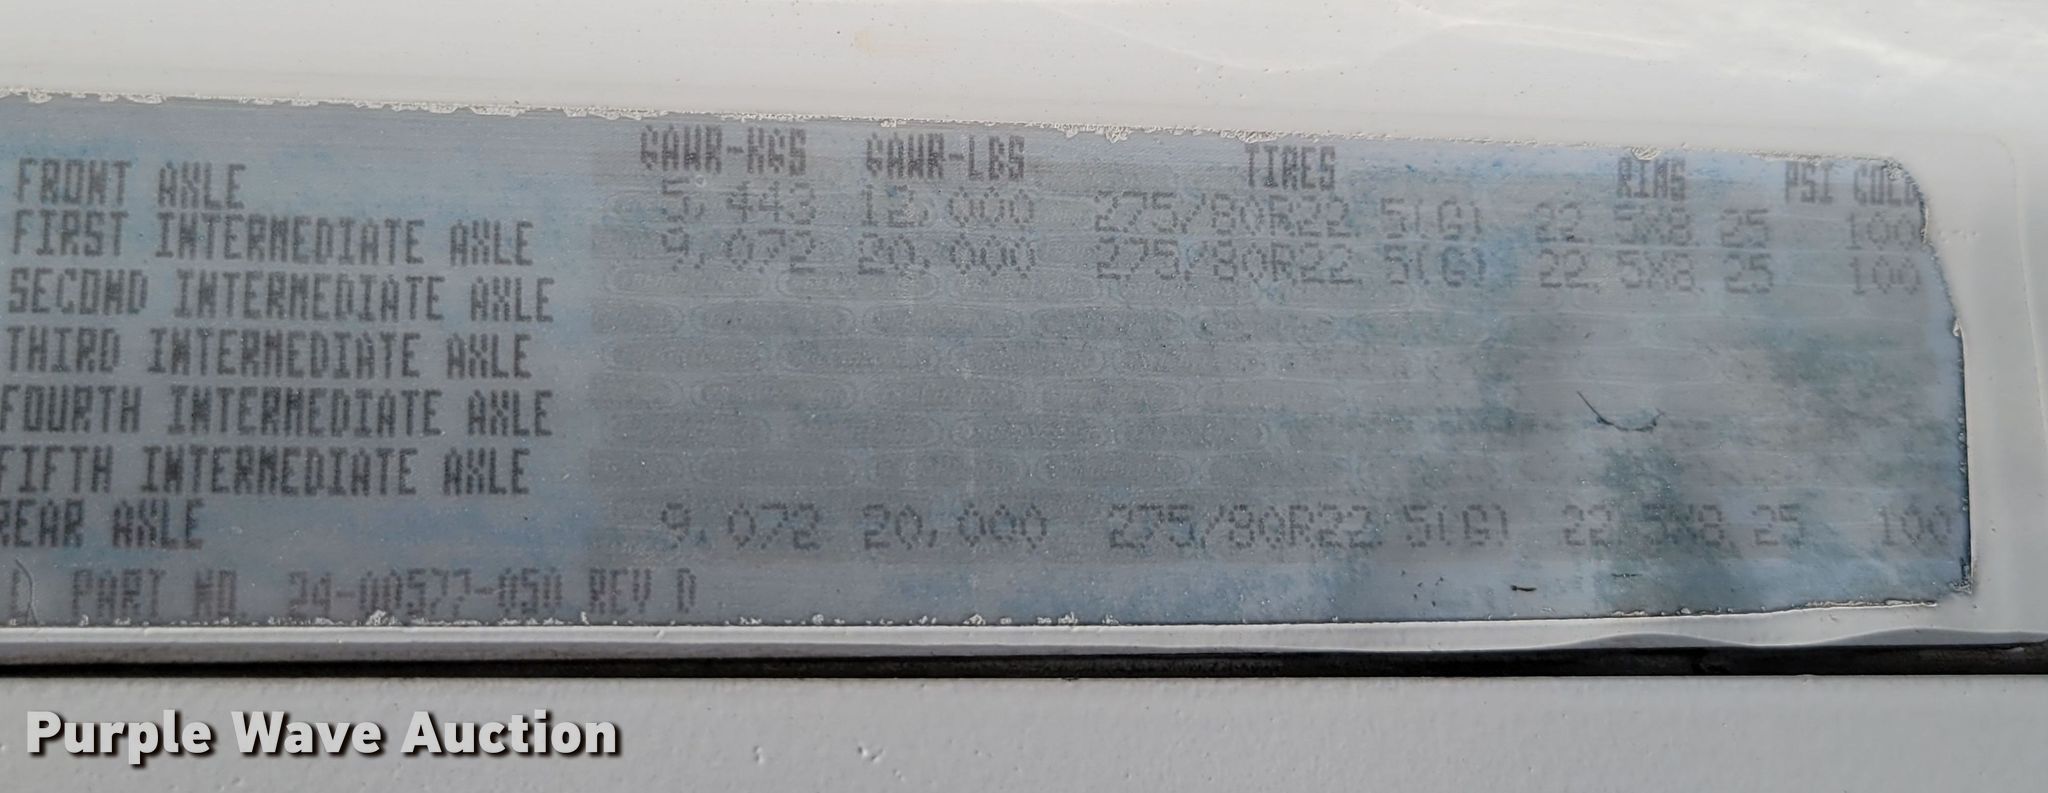 GAWR-KGS GAWR-LBS TIRES RIMS PSI COLD
FRONT AXLE 5,443 12,000 275/80R22.5(G) 22.5X8.25 100
FIRST INTERMEDIATE AXLE 9,072 20,000 275/80R22.5(G) 22.5X8.25 100
SECOND INTERMEDIATE AXLE
THIRD INTERMEDIATE AXLE
FOURTH INTERMEDIATE AXLE
FIFTH INTERMEDIATE AXLE
REAR AXLE 9,072 20,000 275/80R22.5(G) 22.5X8.25 100
D PART NO. 24-00577-050 REV D
Purple Wave Auction